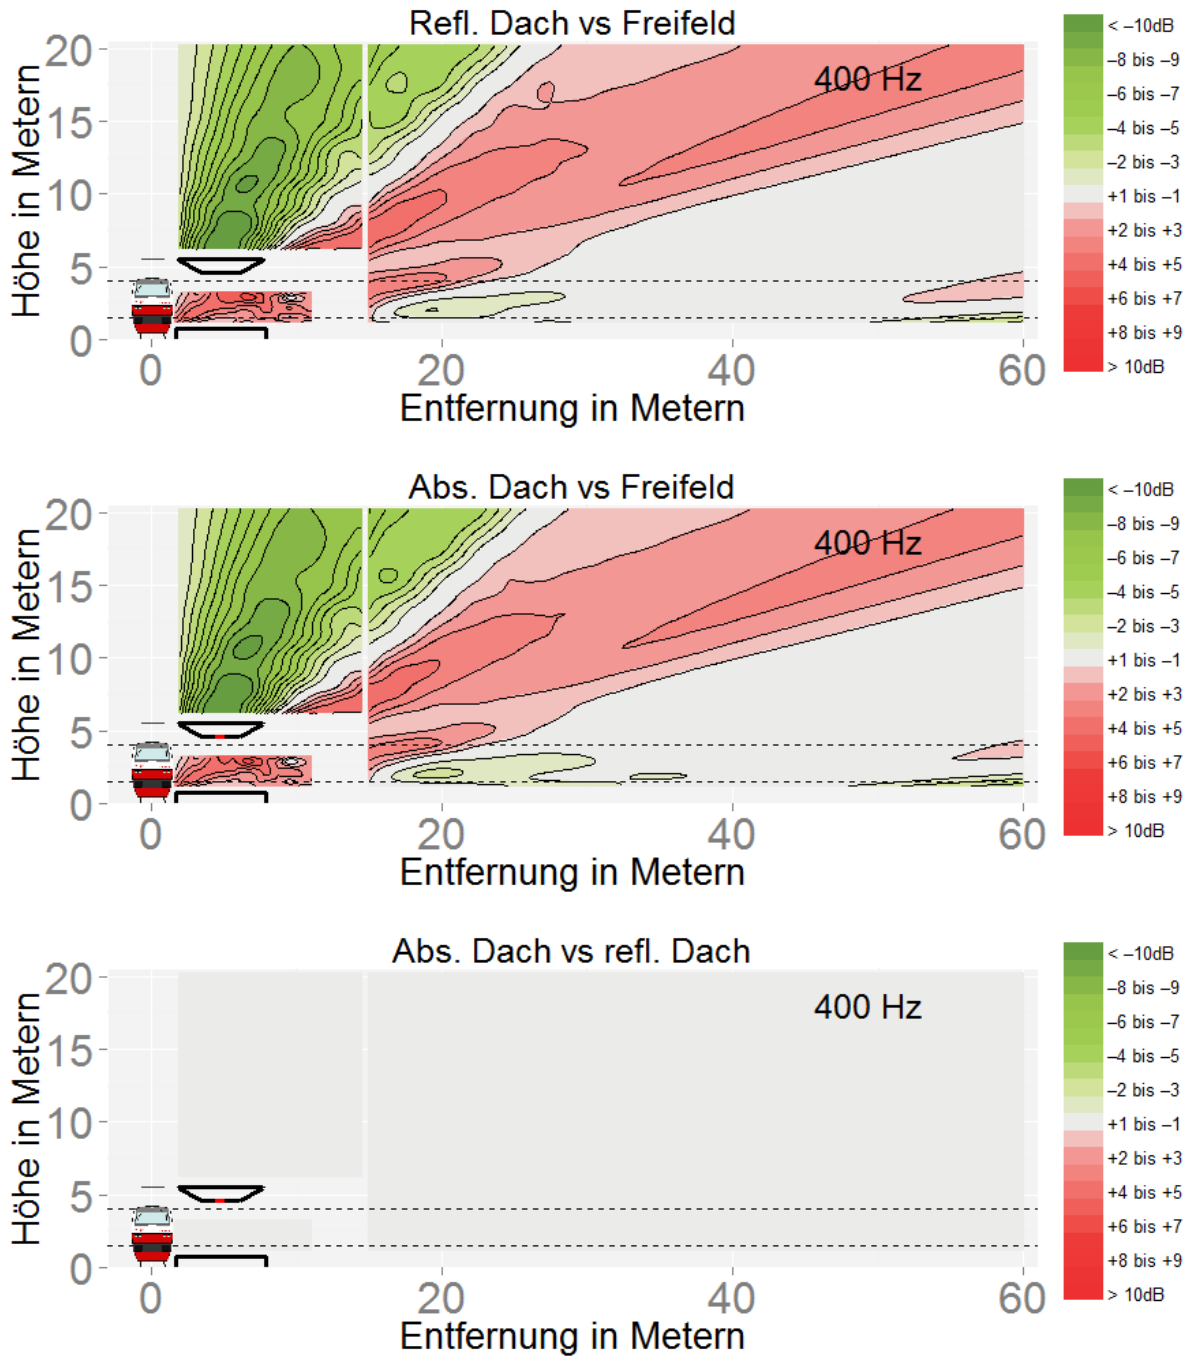 Refl. Dach vs Freifeld
400 Hz
Höhe in Metern
20
15
10
5
0
0
20
40
60
Entfernung in Metern
< –10dB
–8 bis –9
–6 bis –7
–4 bis –5
–2 bis –3
+1 bis –1
+2 bis +3
+4 bis +5
+6 bis +7
+8 bis +9
> 10dB
Abs. Dach vs Freifeld
400 Hz
Höhe in Metern
20
15
10
5
0
0
20
40
60
Entfernung in Metern
< –10dB
–8 bis –9
–6 bis –7
–4 bis –5
–2 bis –3
+1 bis –1
+2 bis +3
+4 bis +5
+6 bis +7
+8 bis +9
> 10dB
Abs. Dach vs refl. Dach
400 Hz
Höhe in Metern
20
15
10
5
0
0
20
40
60
Entfernung in Metern
< –10dB
–8 bis –9
–6 bis –7
–4 bis –5
–2 bis –3
+1 bis –1
+2 bis +3
+4 bis +5
+6 bis +7
+8 bis +9
> 10dB